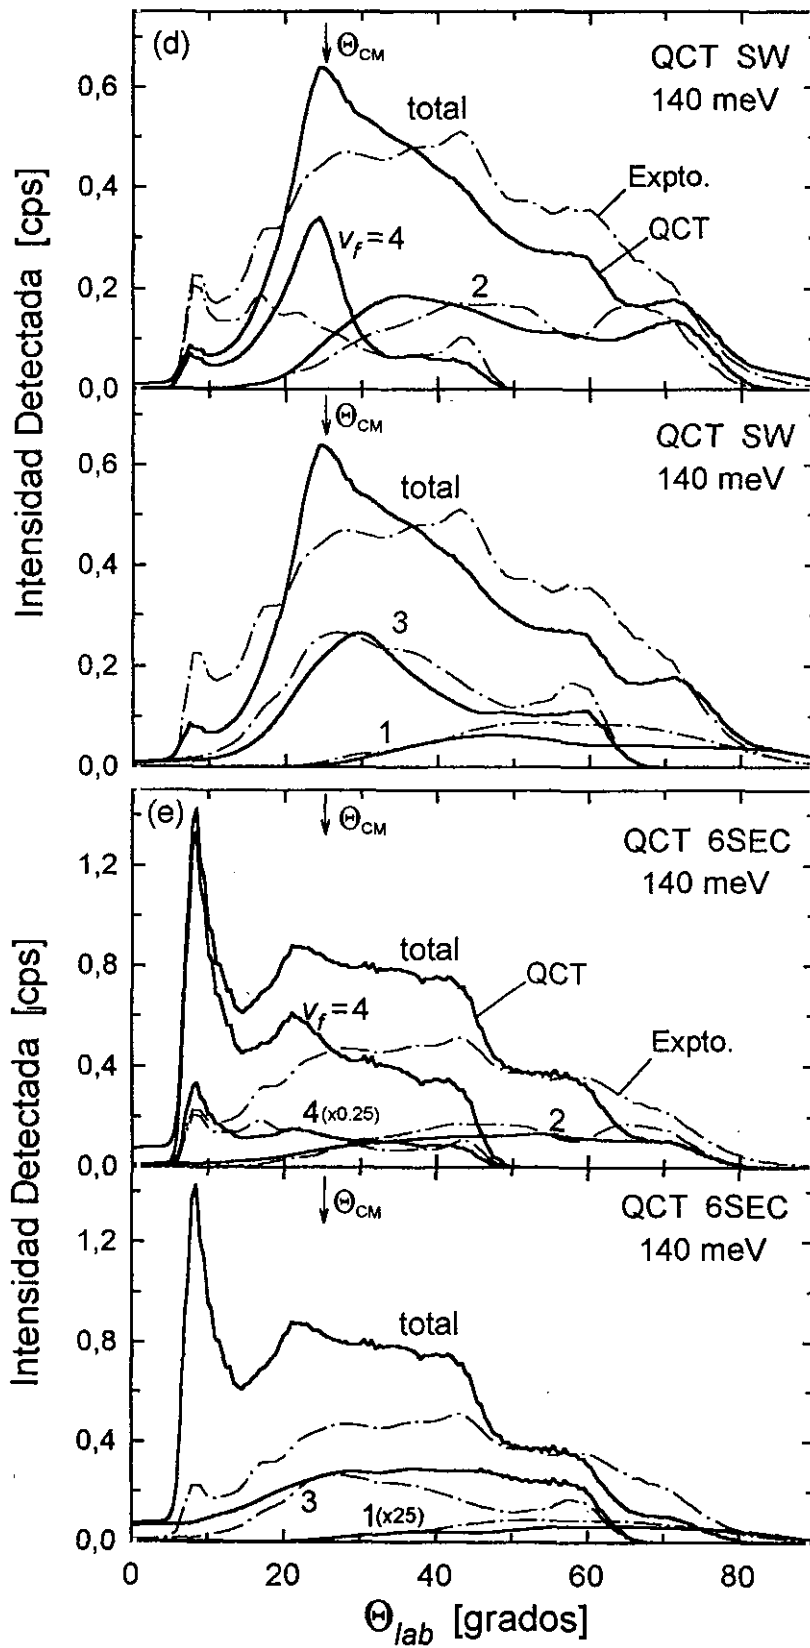 (d)
Θ_CM
QCT SW
140 meV
total
Expto.
QCT
v_f=4
2
0,6
0,4
0,2
0,0
Intensidad Detectada [cps]
Θ_CM
QCT SW
140 meV
total
3
1
0,6
0,4
0,2
0,0
(e)
Θ_CM
QCT 6SEC
140 meV
total
QCT
v_f=4
Expto.
4(x0.25)
2
1,2
0,8
0,4
0,0
Intensidad Detectada [cps]
Θ_CM
QCT 6SEC
140 meV
total
3
1(x25)
1,2
0,8
0,4
0,0
0 20 40 60 80
Θ_lab [grados]